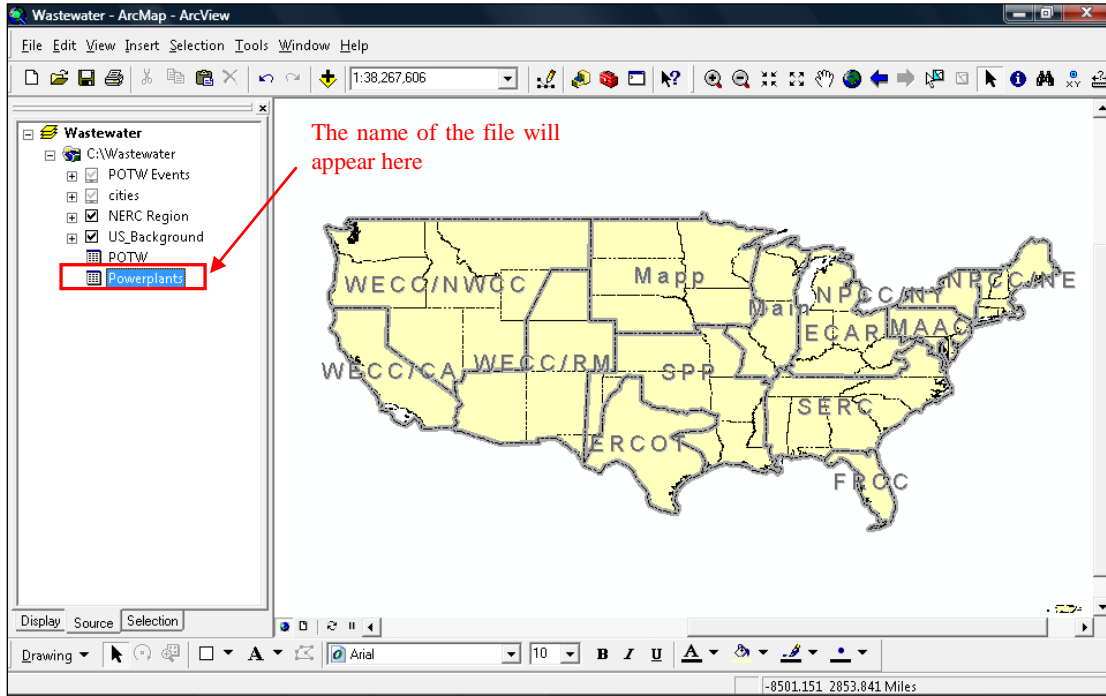 Wastewater - ArcMap - ArcView
File Edit View Insert Selection Tools Window Help
1:38,267,606
Wastewater
C:\Wastewater
POTW Events
cities
NERC Region
US_Background
POTW
Powerplants
The name of the file will
appear here
WECC/NWCC
Mapp
Main
NPCC/NY
NPCC/NE
ECAR
MAAC
WECC/CA
WECC/RM
SPP
SERC
ERCOT
FRCC
Display Source Selection
Drawing A Arial 10 B I U A
-8501.151 2853.841 Miles